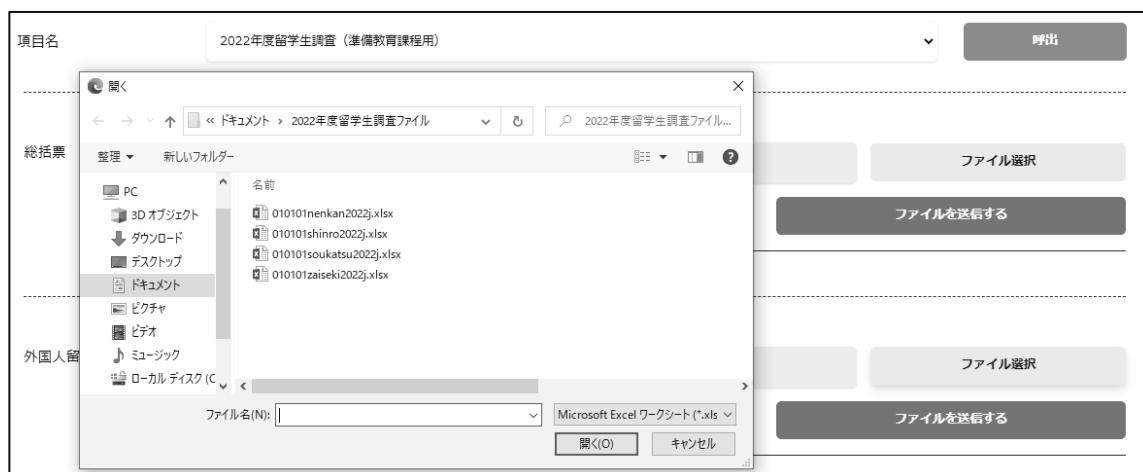 項目名 2022年度留学生調査（準備教育課程用） 呼出
開く
« ドキュメント › 2022年度留学生調査ファイル 2022年度留学生調査ファイル...
総括票 ファイル選択
整理 新しいフォルダー
PC 名前
3D オブジェクト 010101nenkan2022j.xlsx
ファイルを送信する
ダウンロード 010101shinro2022j.xlsx
デスクトップ 010101soukatsu2022j.xlsx
ドキュメント 010101zaiseki2022j.xlsx
ピクチャ
ビデオ
外国人留 ファイル選択
ミュージック
ローカル ディスク (C
ファイル名(N): Microsoft Excel ワークシート (*.xls
ファイルを送信する
開く(O) キャンセル